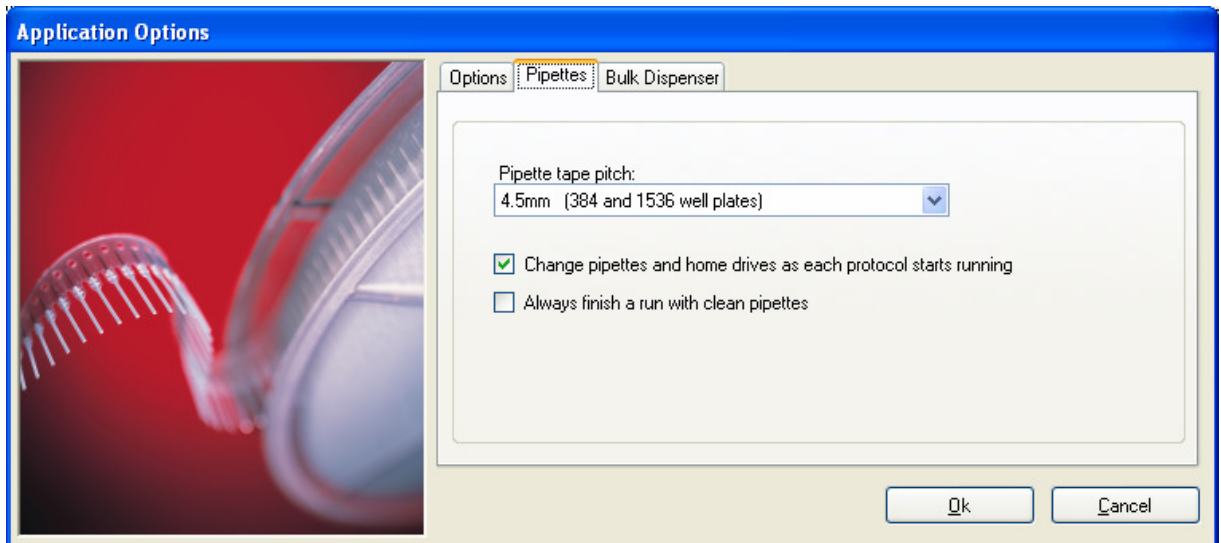 Application Options
Options Pipettes Bulk Dispenser
Pipette tape pitch:
4.5mm (384 and 1536 well plates)
Change pipettes and home drives as each protocol starts running
Always finish a run with clean pipettes
Ok Cancel